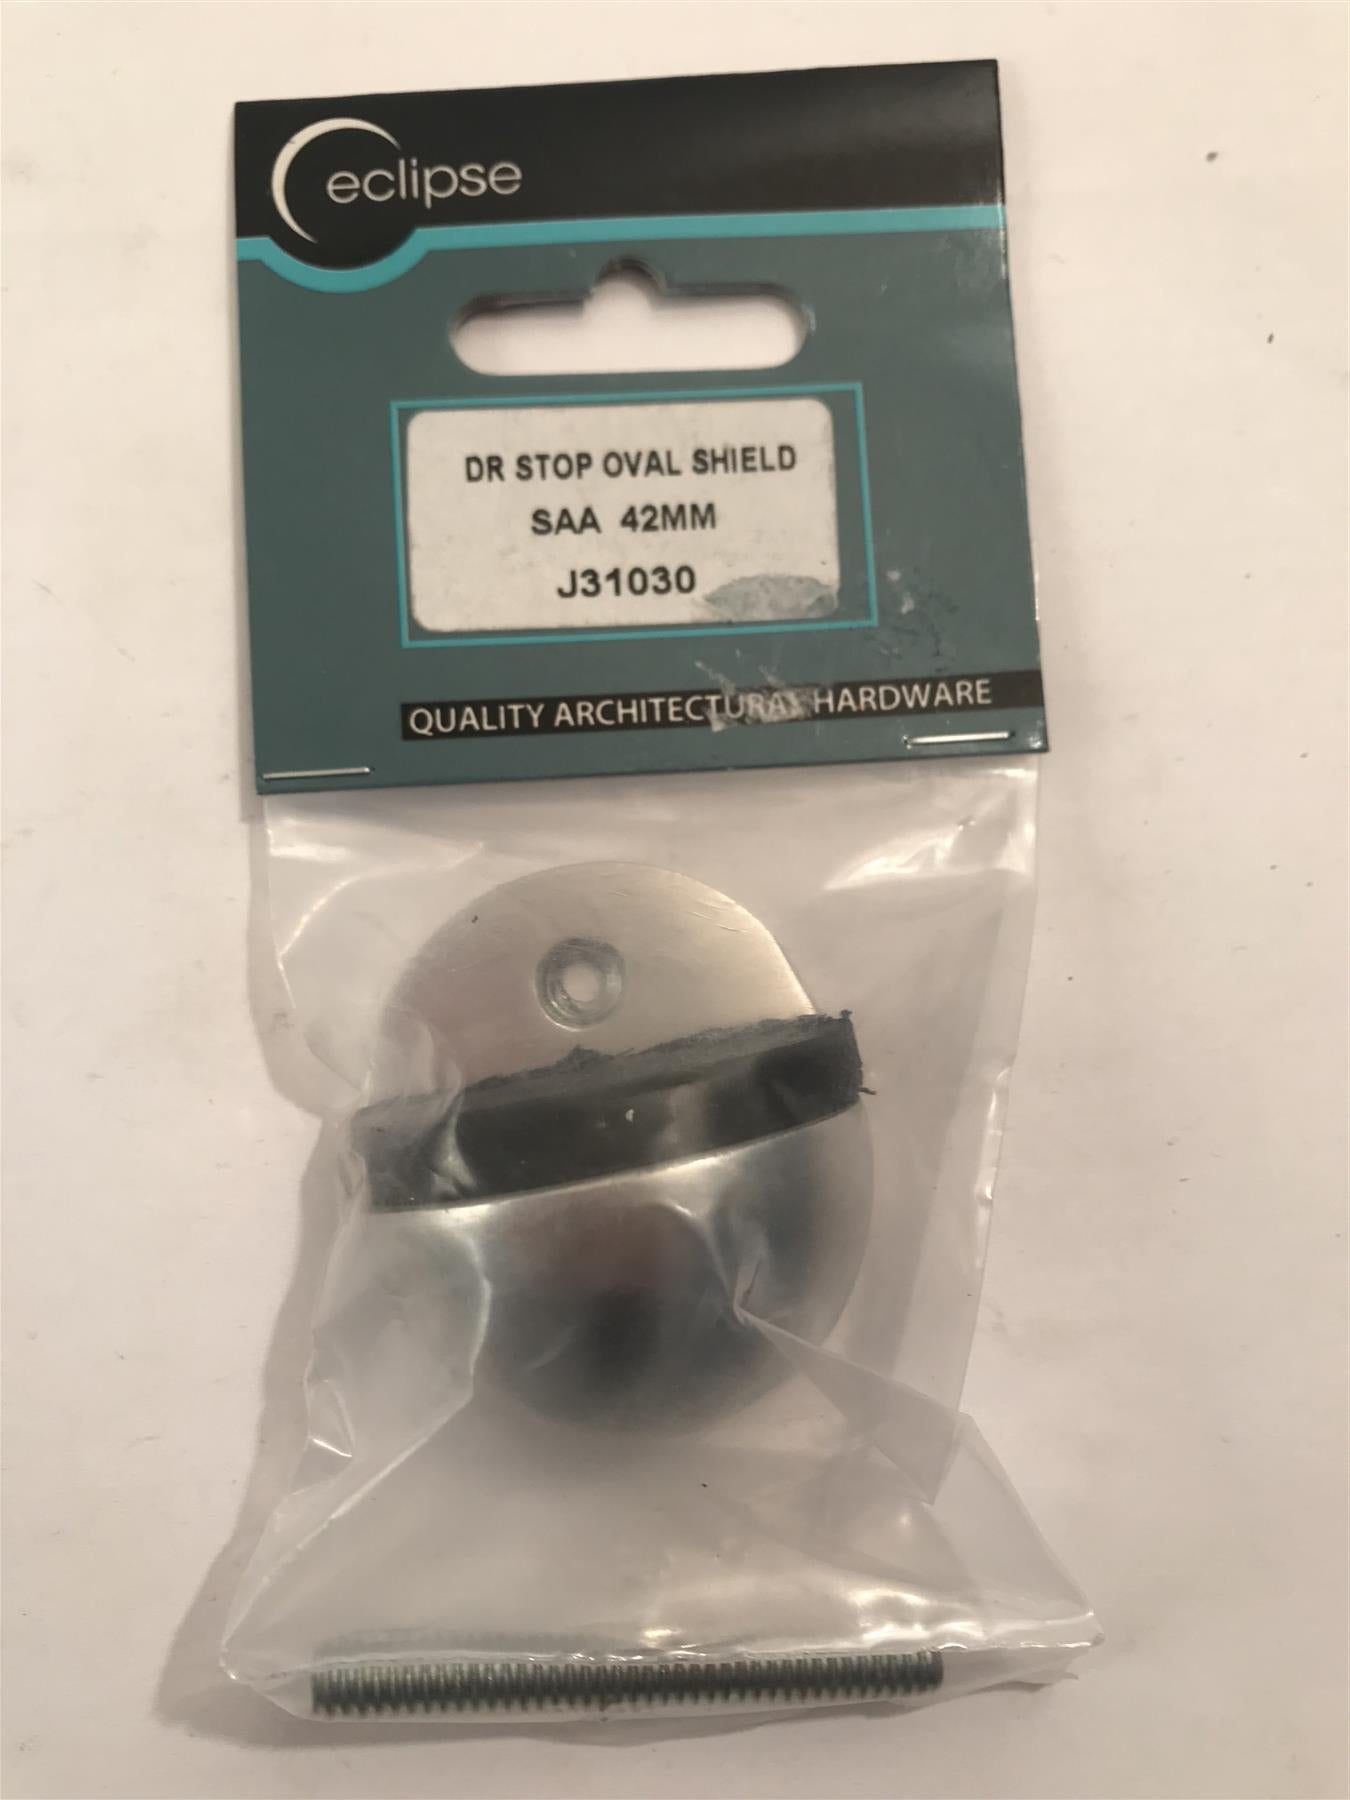 eclipse
DR STOP OVAL SHIELD
SAA 42MM
J31030
QUALITY ARCHITECTURAL HARDWARE